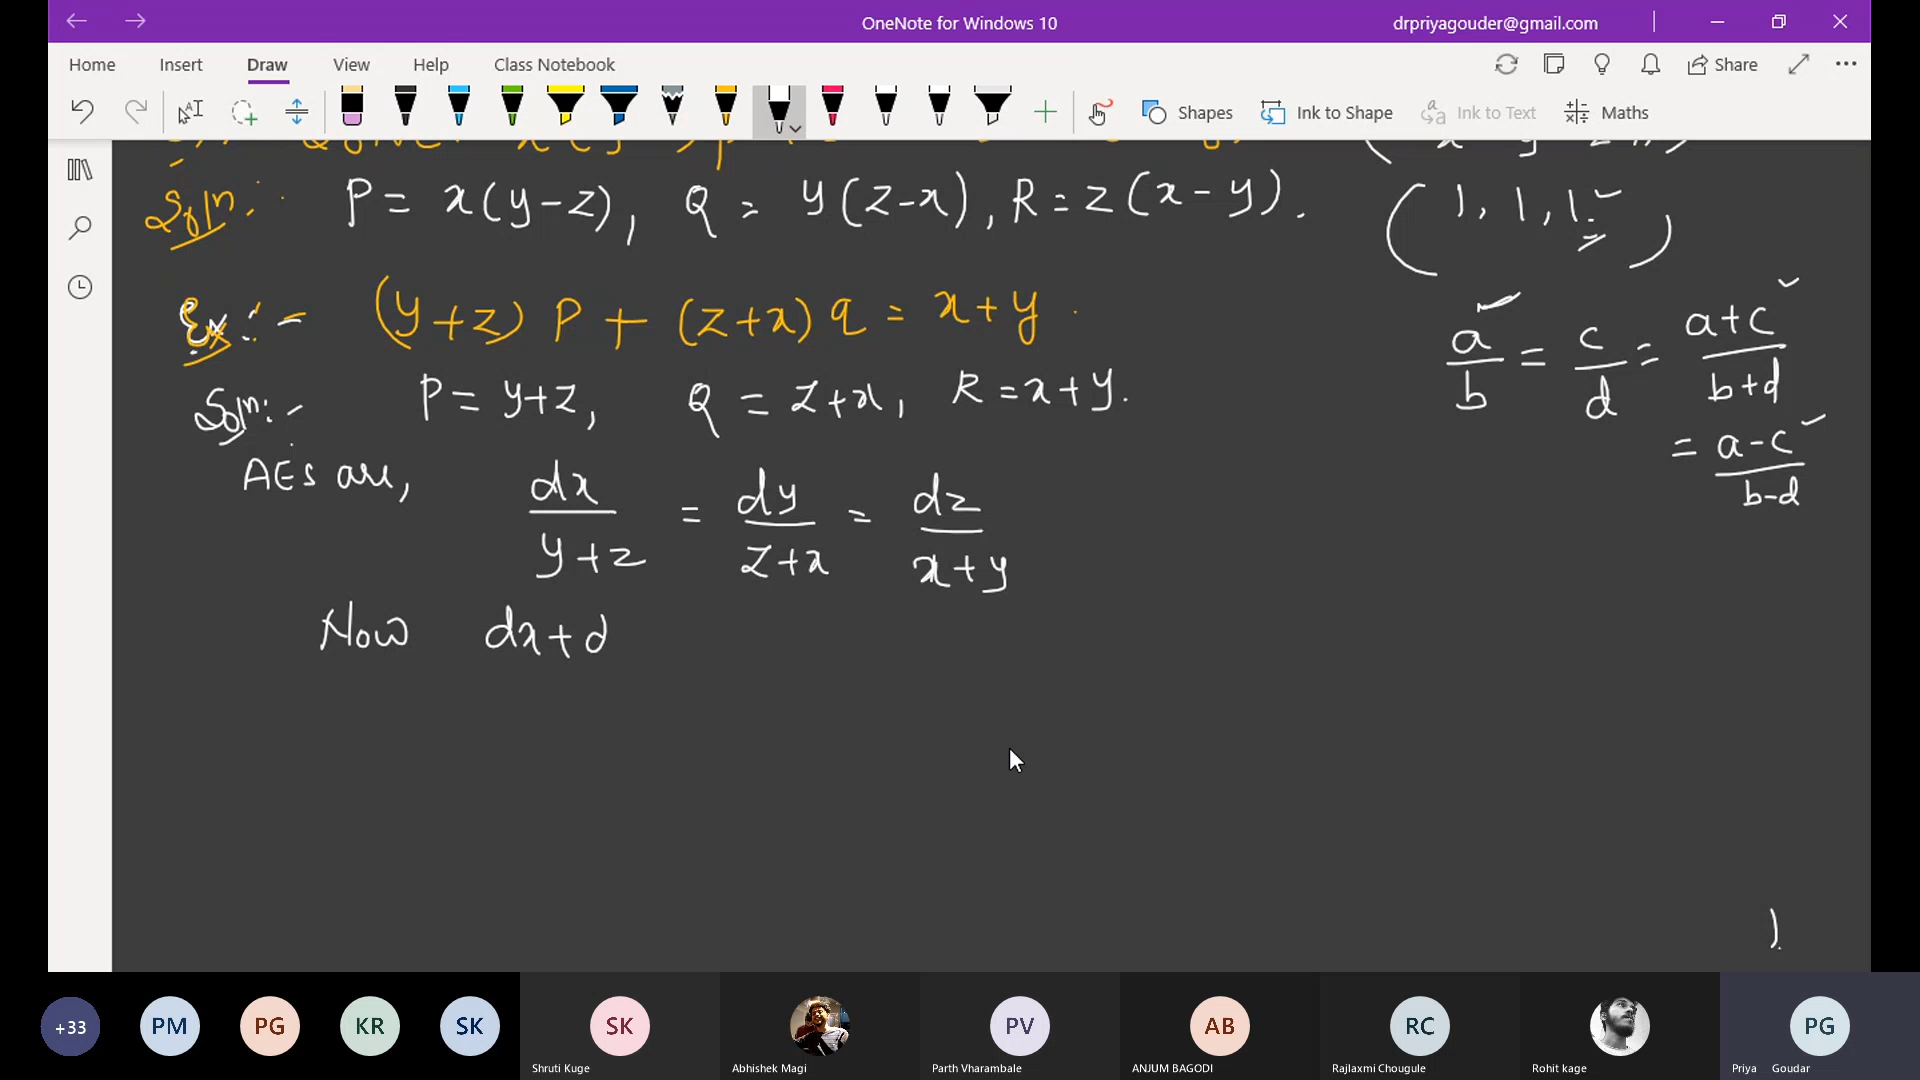 OneNote for Windows 10
drpriyagouder@gmail.com
Home Insert Draw View Help Class Notebook
Share
Shapes Ink to Shape Ink to Text Maths
Soln:- P = x(y-z), Q = y(z-x), R = z(x-y).
(1, 1, 1)
Ex:- (y+z) p + (z+x) q = x+y.
a/b = c/d = a+c/b+d
= a-c/b-d
Soln:- P = y+z, Q = z+x, R = x+y.
AEs are, dx/y+z = dy/z+x = dz/x+y
Now dx+d
+33 PM PG KR SK SK PV AB RC PG
Shruti Kuge Abhishek Magi Parth Vharambale ANJUM BAGODI Rajlaxmi Chougule Rohit kage Priya Goudar